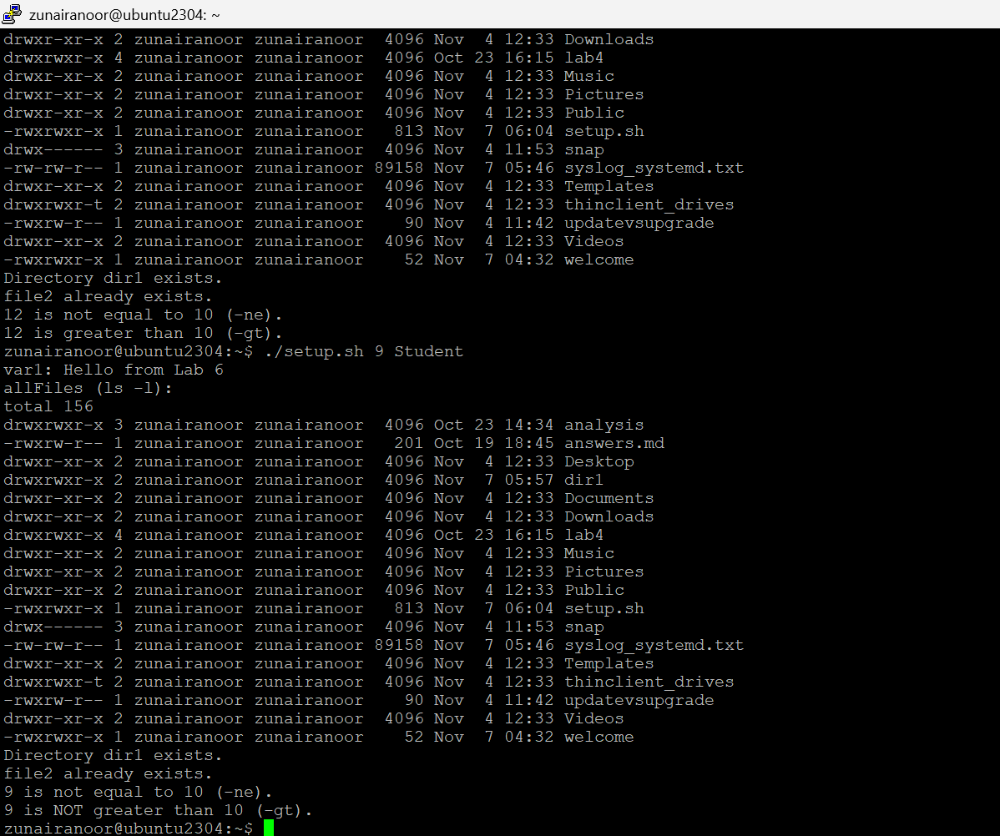 zunairanoor@ubuntu2304: ~
drwxr-xr-x 2 zunairanoor zunairanoor  4096 Nov  4 12:33 Downloads
drwxrwxr-x 4 zunairanoor zunairanoor  4096 Oct 23 16:15 lab4
drwxr-xr-x 2 zunairanoor zunairanoor  4096 Nov  4 12:33 Music
drwxr-xr-x 2 zunairanoor zunairanoor  4096 Nov  4 12:33 Pictures
drwxr-xr-x 2 zunairanoor zunairanoor  4096 Nov  4 12:33 Public
-rwxrwxr-x 1 zunairanoor zunairanoor   813 Nov  7 06:04 setup.sh
drwx------ 3 zunairanoor zunairanoor  4096 Nov  4 11:53 snap
-rw-rw-r-- 1 zunairanoor zunairanoor 89158 Nov  7 05:46 syslog_systemd.txt
drwxr-xr-x 2 zunairanoor zunairanoor  4096 Nov  4 12:33 Templates
drwxrwxr-t 2 zunairanoor zunairanoor  4096 Nov  4 12:33 thinclient_drives
-rwxrw-r-- 1 zunairanoor zunairanoor    90 Nov  4 11:42 updatevsupgrade
drwxr-xr-x 2 zunairanoor zunairanoor  4096 Nov  4 12:33 Videos
-rwxrwxr-x 1 zunairanoor zunairanoor    52 Nov  7 04:32 welcome
Directory dir1 exists.
file2 already exists.
12 is not equal to 10 (-ne).
12 is greater than 10 (-gt).
zunairanoor@ubuntu2304:~$ ./setup.sh 9 Student
var1: Hello from Lab 6
allFiles (ls -l):
total 156
drwxrwxr-x 3 zunairanoor zunairanoor  4096 Oct 23 14:34 analysis
-rwxrw-r-- 1 zunairanoor zunairanoor   201 Oct 19 18:45 answers.md
drwxr-xr-x 2 zunairanoor zunairanoor  4096 Nov  4 12:33 Desktop
drwxrwxr-x 2 zunairanoor zunairanoor  4096 Nov  7 05:57 dir1
drwxr-xr-x 2 zunairanoor zunairanoor  4096 Nov  4 12:33 Documents
drwxr-xr-x 2 zunairanoor zunairanoor  4096 Nov  4 12:33 Downloads
drwxrwxr-x 4 zunairanoor zunairanoor  4096 Oct 23 16:15 lab4
drwxr-xr-x 2 zunairanoor zunairanoor  4096 Nov  4 12:33 Music
drwxr-xr-x 2 zunairanoor zunairanoor  4096 Nov  4 12:33 Pictures
drwxr-xr-x 2 zunairanoor zunairanoor  4096 Nov  4 12:33 Public
-rwxrwxr-x 1 zunairanoor zunairanoor   813 Nov  7 06:04 setup.sh
drwx------ 3 zunairanoor zunairanoor  4096 Nov  4 11:53 snap
-rw-rw-r-- 1 zunairanoor zunairanoor 89158 Nov  7 05:46 syslog_systemd.txt
drwxr-xr-x 2 zunairanoor zunairanoor  4096 Nov  4 12:33 Templates
drwxrwxr-t 2 zunairanoor zunairanoor  4096 Nov  4 12:33 thinclient_drives
-rwxrw-r-- 1 zunairanoor zunairanoor    90 Nov  4 11:42 updatevsupgrade
drwxr-xr-x 2 zunairanoor zunairanoor  4096 Nov  4 12:33 Videos
-rwxrwxr-x 1 zunairanoor zunairanoor    52 Nov  7 04:32 welcome
Directory dir1 exists.
file2 already exists.
9 is not equal to 10 (-ne).
9 is NOT greater than 10 (-gt).
zunairanoor@ubuntu2304:~$